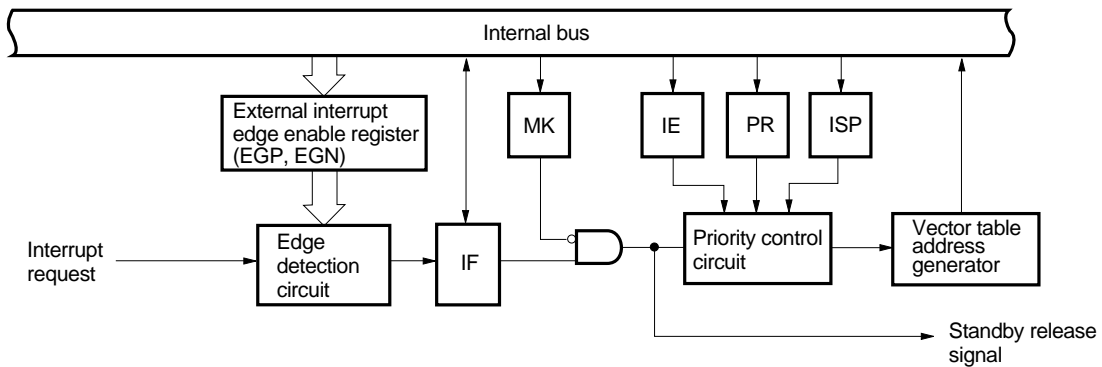 Internal bus
External interrupt
edge enable register
(EGP, EGN)
MK
IE
PR
ISP
Interrupt
request
Edge
detection
circuit
IF
Priority control
circuit
Vector table
address
generator
Standby release
signal